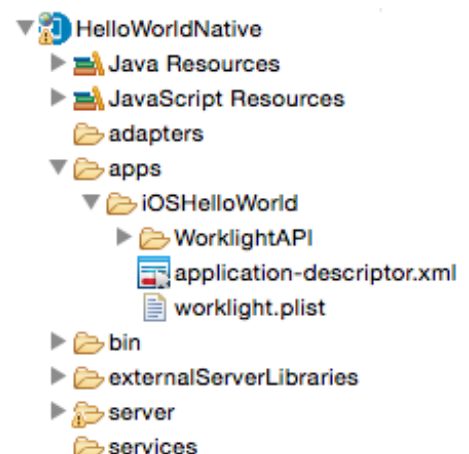 HelloWorldNative
Java Resources
JavaScript Resources
adapters
apps
iOSHelloWorld
WorklightAPI
application-descriptor.xml
worklight.plist
bin
externalServerLibraries
server
services